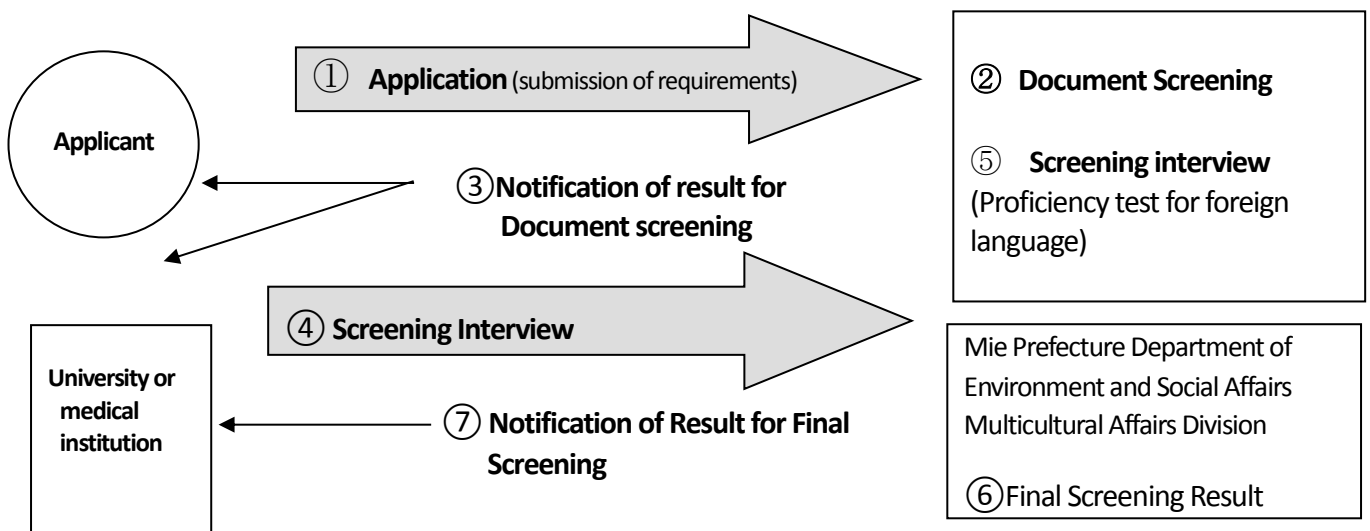 ① Application (submission of requirements)
Applicant
② Document Screening
⑤ Screening interview
(Proficiency test for foreign
language)
③Notification of result for
Document screening
④ Screening Interview
University or
medical
institution
⑦ Notification of Result for Final
Screening
Mie Prefecture Department of
Environment and Social Affairs
Multicultural Affairs Division
⑥Final Screening Result